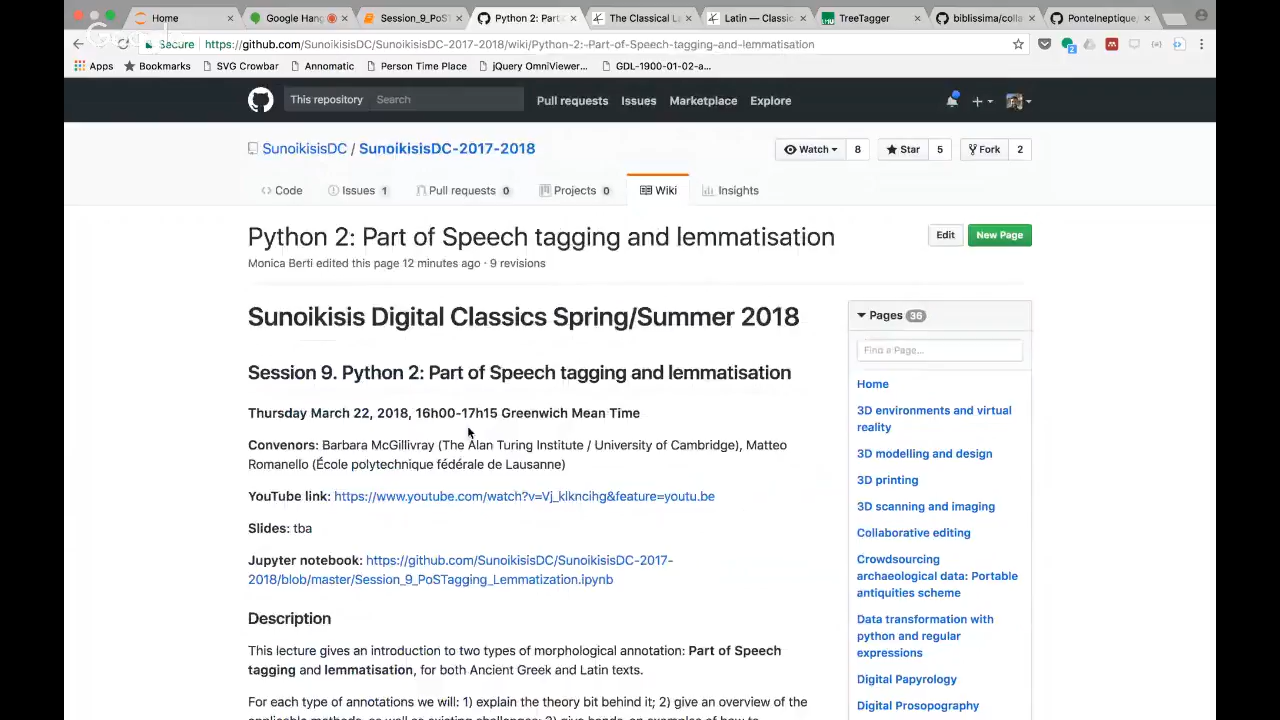 Home
Google Hang
Session_9_PoS
Python 2: Part
The Classical La
Latin — Classic
TreeTagger
biblissima/colla
PonteIneptique
Secure
https://github.com/SunoikisisDC/SunoikisisDC-2017-2018/wiki/Python-2:-Part-of-Speech-tagging-and-lemmatisation
Apps Bookmarks SVG Crowbar Annomatic Person Time Place jQuery OmniViewer... GDL-1900-01-02-a...
This repository Search Pull requests Issues Marketplace Explore
SunoikisisDC / SunoikisisDC-2017-2018
Watch 8 Star 5 Fork 2
Code Issues 1 Pull requests 0 Projects 0 Wiki Insights
Python 2: Part of Speech tagging and lemmatisation
Edit New Page
Monica Berti edited this page 12 minutes ago · 9 revisions
Sunoikisis Digital Classics Spring/Summer 2018
Session 9. Python 2: Part of Speech tagging and lemmatisation
Thursday March 22, 2018, 16h00-17h15 Greenwich Mean Time
Convenors: Barbara McGillivray (The Alan Turing Institute / University of Cambridge), Matteo
Romanello (École polytechnique fédérale de Lausanne)
YouTube link: https://www.youtube.com/watch?v=Vj_klkncihg&feature=youtu.be
Slides: tba
Jupyter notebook: https://github.com/SunoikisisDC/SunoikisisDC-2017-
2018/blob/master/Session_9_PoSTagging_Lemmatization.ipynb
Description
This lecture gives an introduction to two types of morphological annotation: Part of Speech
tagging and lemmatisation, for both Ancient Greek and Latin texts.
For each type of annotations we will: 1) explain the theory bit behind it; 2) give an overview of the
Pages 36
Find a Page...
Home
3D environments and virtual
reality
3D modelling and design
3D printing
3D scanning and imaging
Collaborative editing
Crowdsourcing
archaeological data: Portable
antiquities scheme
Data transformation with
python and regular
expressions
Digital Papyrology
Digital Prosopography